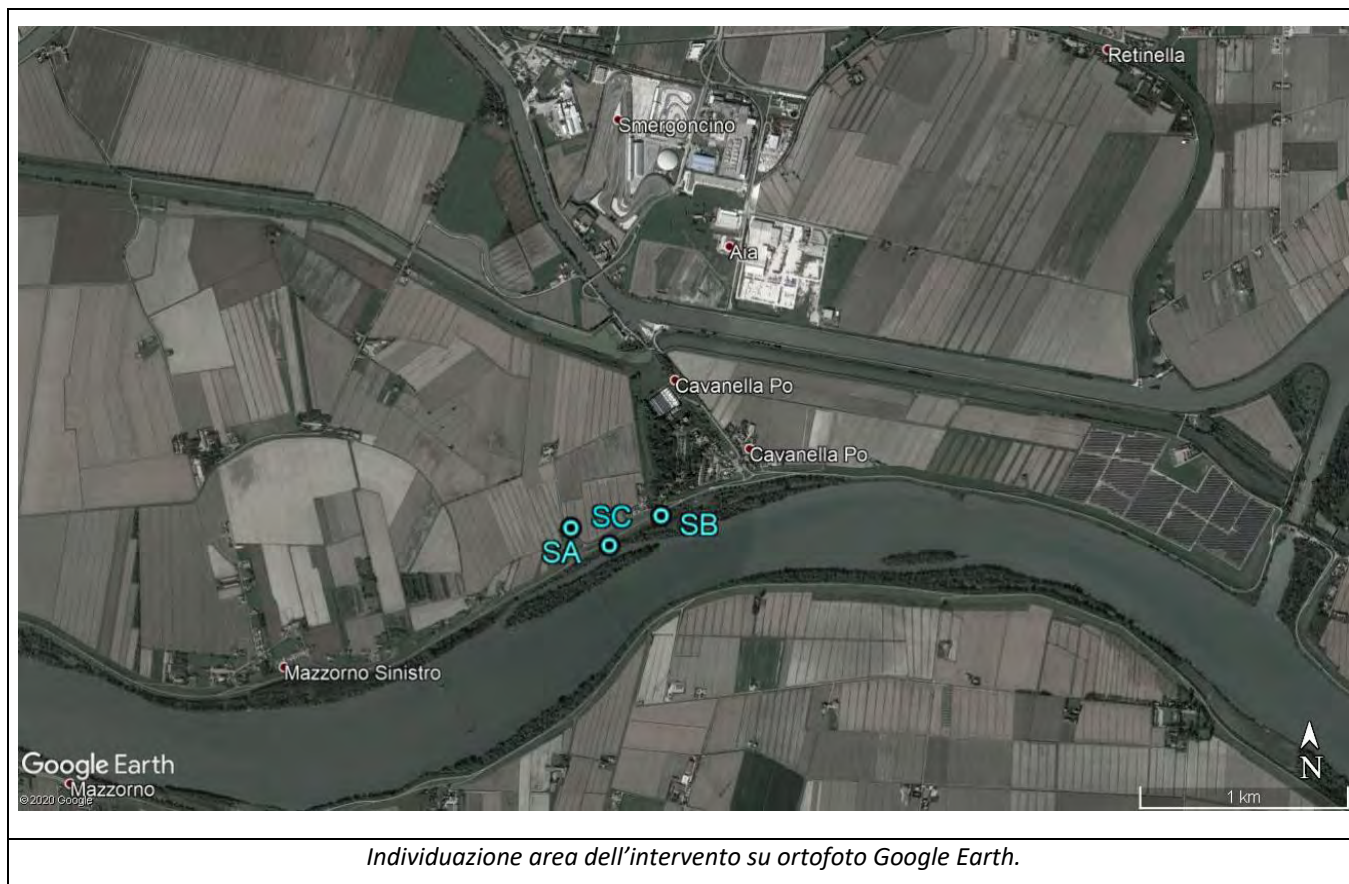 Retinella
Smergoncino
Aia
Cavanella Po
Cavanella Po
SC
SB
SA
Mazzorno Sinistro
Google Earth
Mazzorno
©2020 Google
N
1 km
Individuazione area dell’intervento su ortofoto Google Earth.